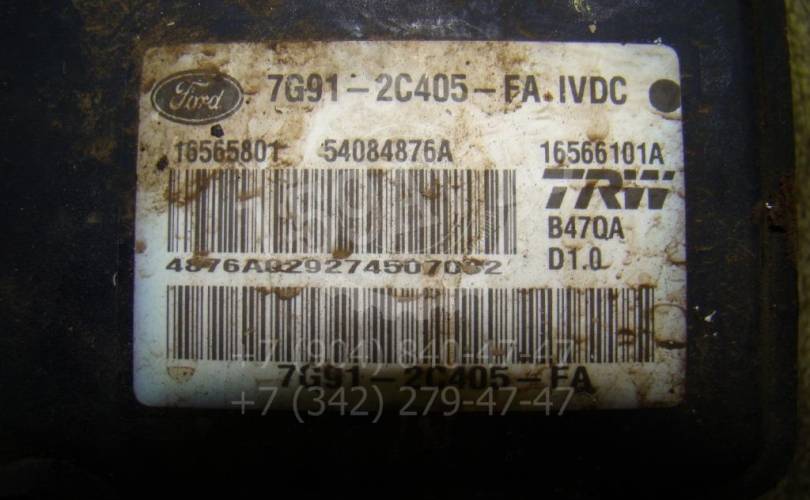 Ford 7G91-2C405-FA.IVDC
16565801 54084876A 16566101A
TRW
B47QA
4876A029274507032 D1.0
+7 (904) 840-47-47
7G91-2C405-FA
+7 (342) 279-47-47